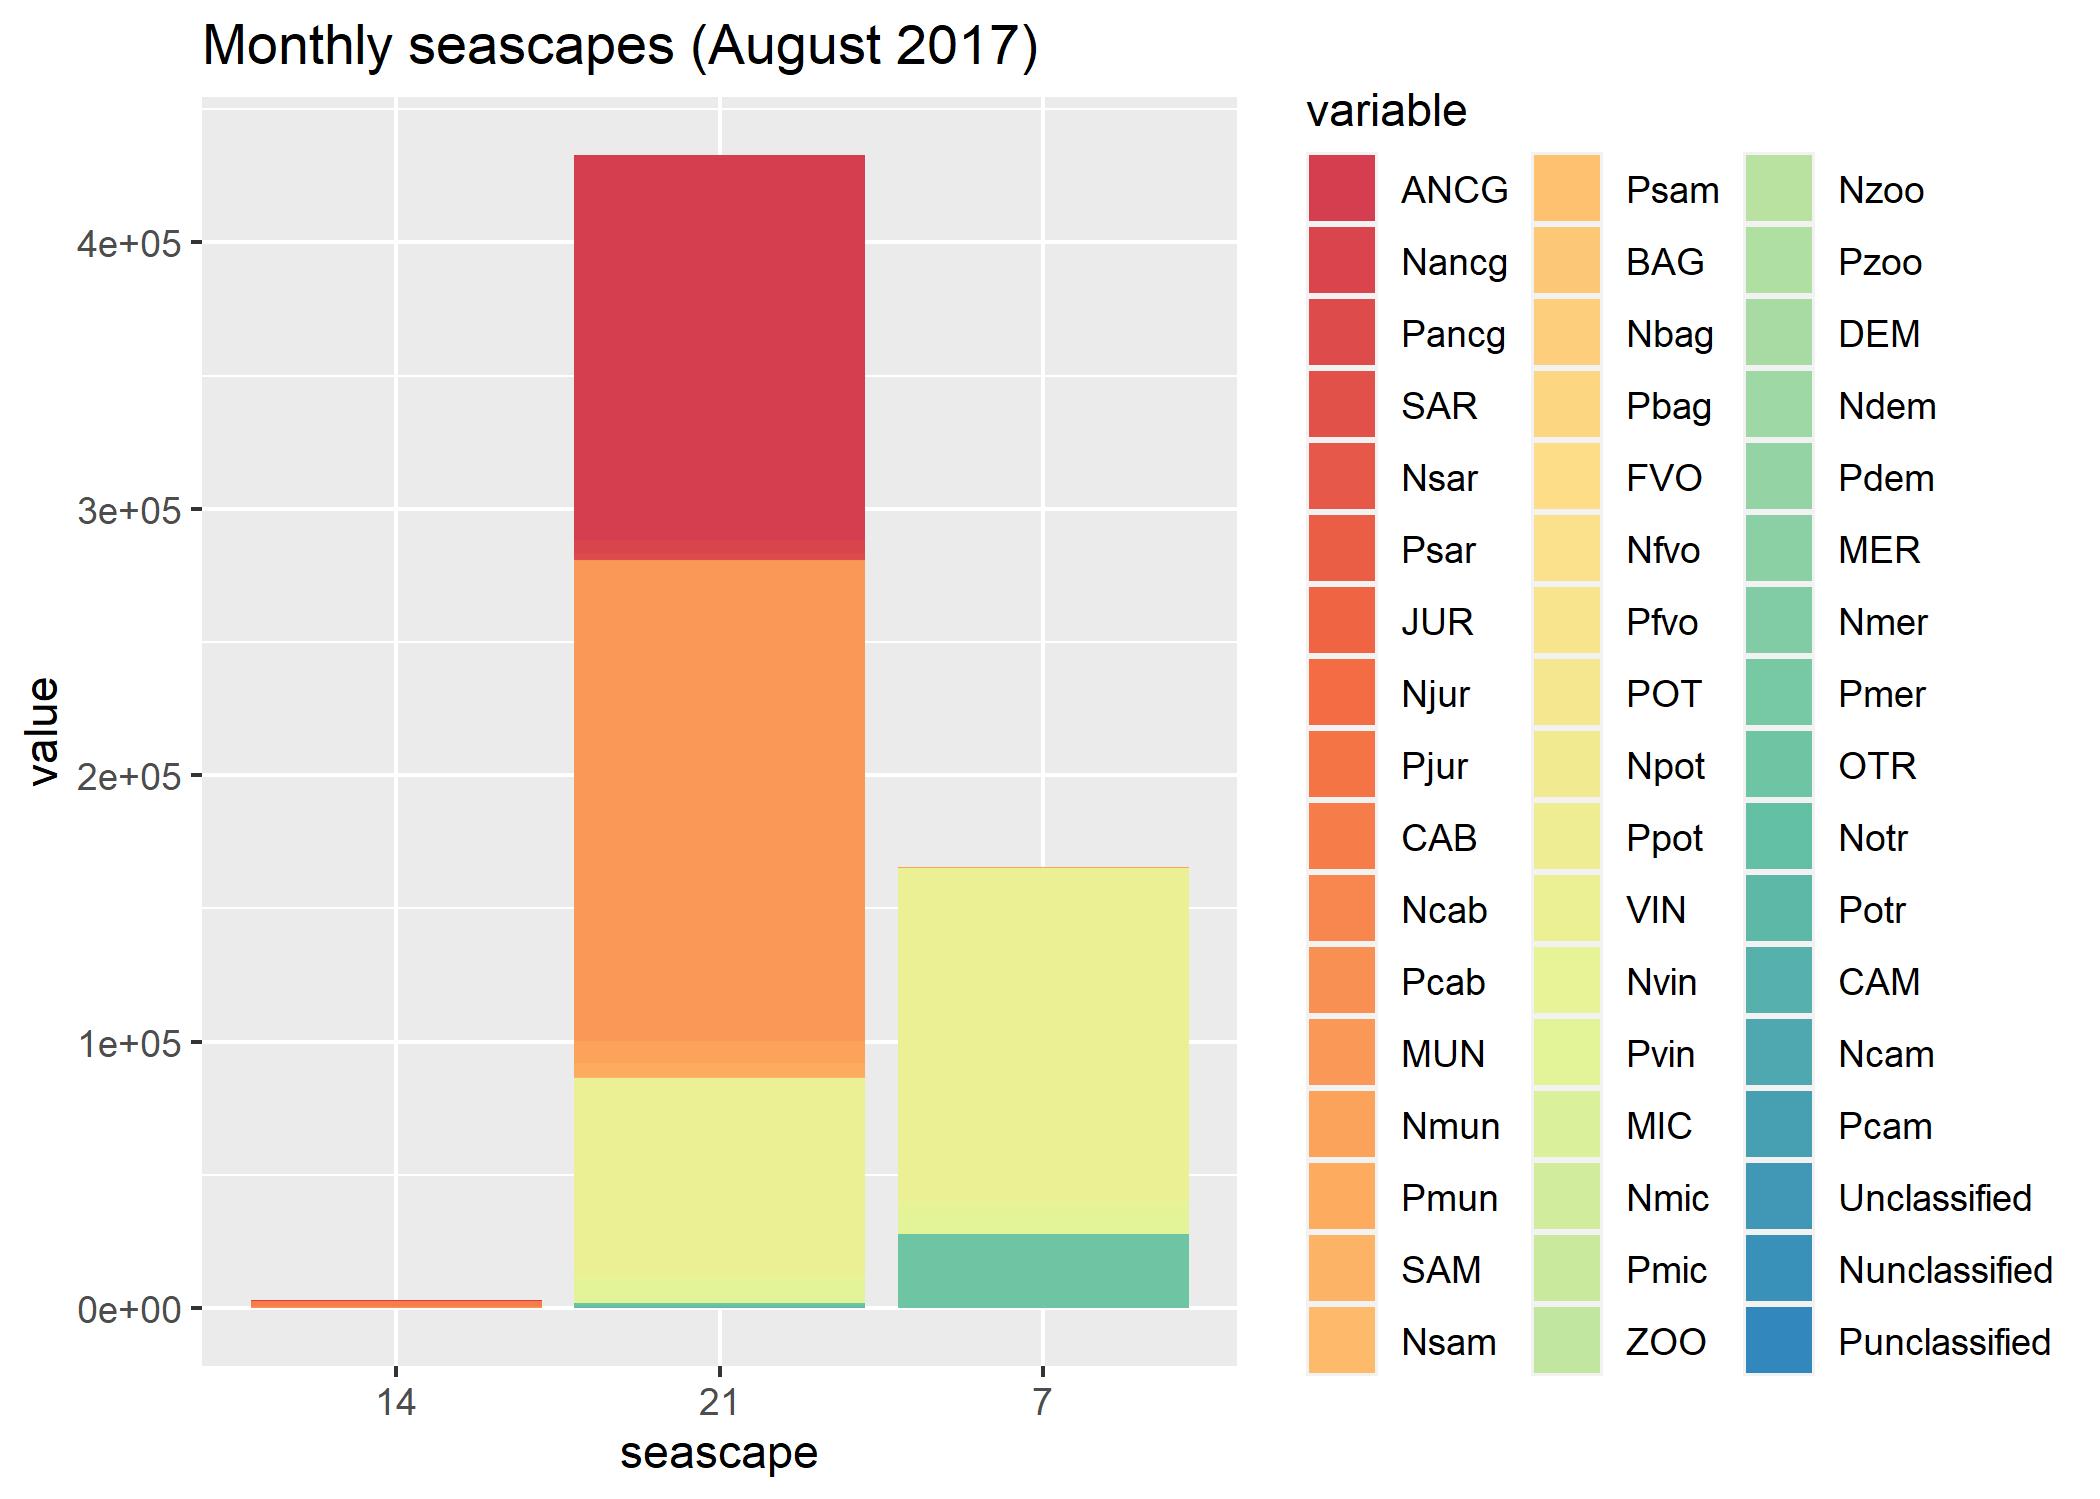 Monthly seascapes (August 2017)
value
4e+05
3e+05
2e+05
1e+05
0e+00
14
21
7
seascape
variable
ANCG
Nancg
Pancg
SAR
Nsar
Psar
JUR
Njur
Pjur
CAB
Ncab
Pcab
MUN
Nmun
Pmun
SAM
Nsam
Psam
BAG
Nbag
Pbag
FVO
Nfvo
Pfvo
POT
Npot
Ppot
VIN
Nvin
Pvin
MIC
Nmic
Pmic
ZOO
Nzoo
Pzoo
DEM
Ndem
Pdem
MER
Nmer
Pmer
OTR
Notr
Potr
CAM
Ncam
Pcam
Unclassified
Nunclassified
Punclassified